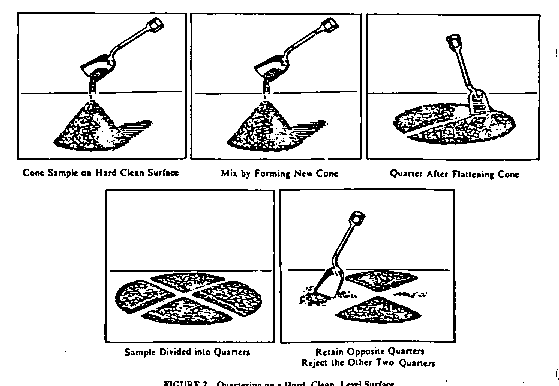 Cone Sample on Hard Clean Surface
Mix by Forming New Cone
Quarter After Flattening Cone
Sample Divided into Quarters
Retain Opposite Quarters
Reject the Other Two Quarters
FIGURE 2 Quartering on a Hard, Clean, Level Surface